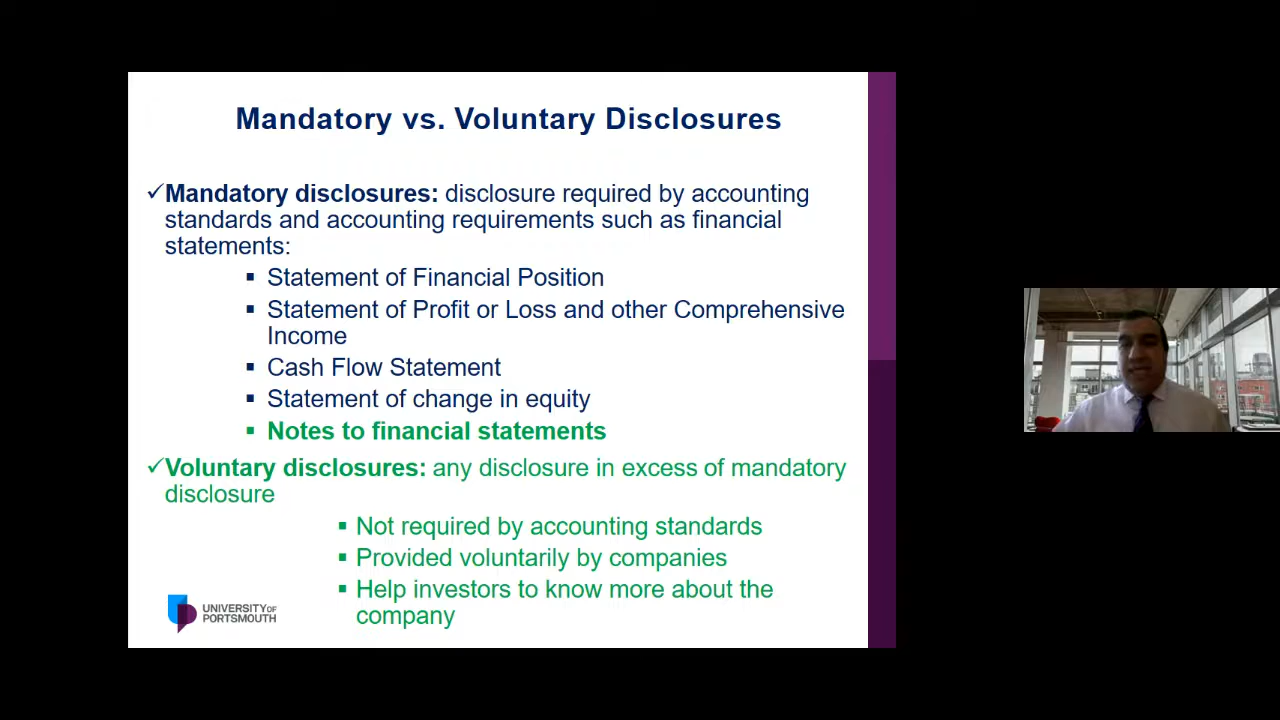 Mandatory vs. Voluntary Disclosures
✓Mandatory disclosures: disclosure required by accounting
standards and accounting requirements such as financial
statements:
▪ Statement of Financial Position
▪ Statement of Profit or Loss and other Comprehensive
Income
▪ Cash Flow Statement
▪ Statement of change in equity
▪ Notes to financial statements
✓Voluntary disclosures: any disclosure in excess of mandatory
disclosure
▪ Not required by accounting standards
▪ Provided voluntarily by companies
▪ Help investors to know more about the
company
UNIVERSITY OF
PORTSMOUTH